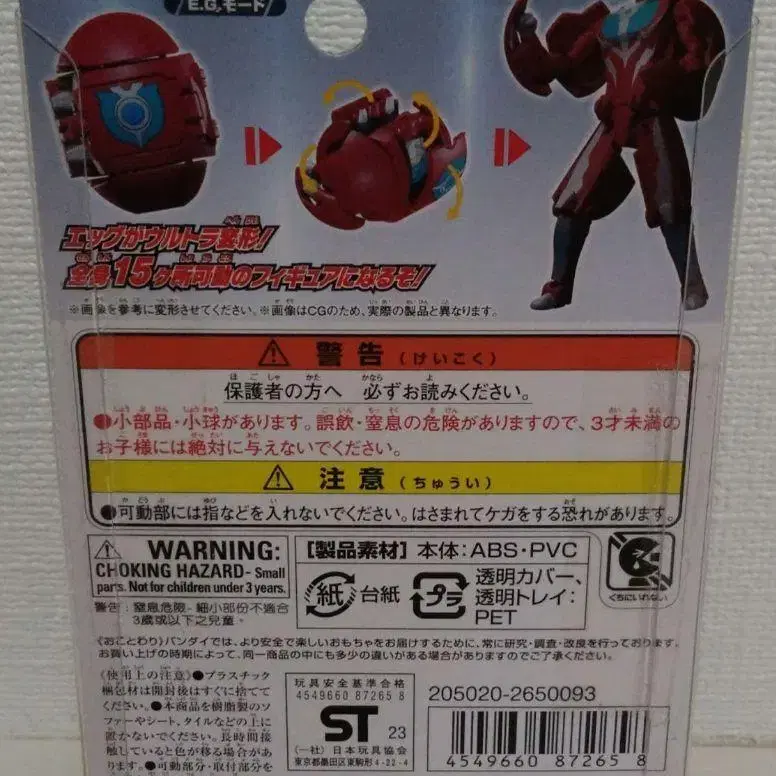 E.G.モード
エッグがウルトラ変形!
全身15ヶ所可動のフィギュアになるぞ!
※画像を参考に変形させてください。※画像はCGのため、実際の製品と異なります。
警告(けいこく)
保護者の方へ 必ずお読みください。
●小部品・小球があります。誤飲・窒息の危険がありますので、3才未満の
お子様には絶対に与えないでください。
注意(ちゅうい)
●可動部には指などを入れないでください。はさまれてケガをする恐れがあります。
WARNING:
CHOKING HAZARD- Small
parts. Not for children under 3 years.
警告:窒息危險-細小部份不適合
3歲或以下之兒童。
【製品素材】本体:ABS・PVC
紙 台紙
プラ 透明カバー、
透明トレイ:
PET
くちにいれない
《おことわり》バンダイでは、より安全で楽しいおもちゃをお届けするために、常に研究・調査・改良を行っております。
お買い上げの時期によって、同一商品の中にも多少の違いがある場合がありますのでご了承ください。
《使用上の注意》●プラスチック
梱包材は開封後はすぐに捨てて
ください。●本商品を樹脂製のソ
ファーやシート、タイルなどの上に
置かないでください。長時間接
触していると色が移る場合があ
ります。●可動部分・取付部分を
玩具安全基準合格
4549660 87265 8
ST 23
(一社)日本玩具協会
東京都墨田区東駒形4-22-4
205020-2650093
4549660 87265 8